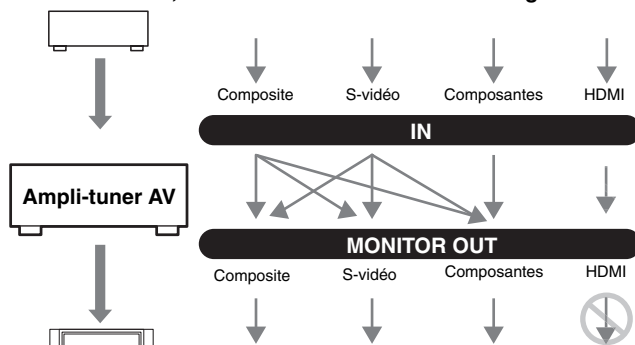 Composite S-vidéo Composantes HDMI
IN
Ampli-tuner AV
MONITOR OUT
Composite S-vidéo Composantes HDMI